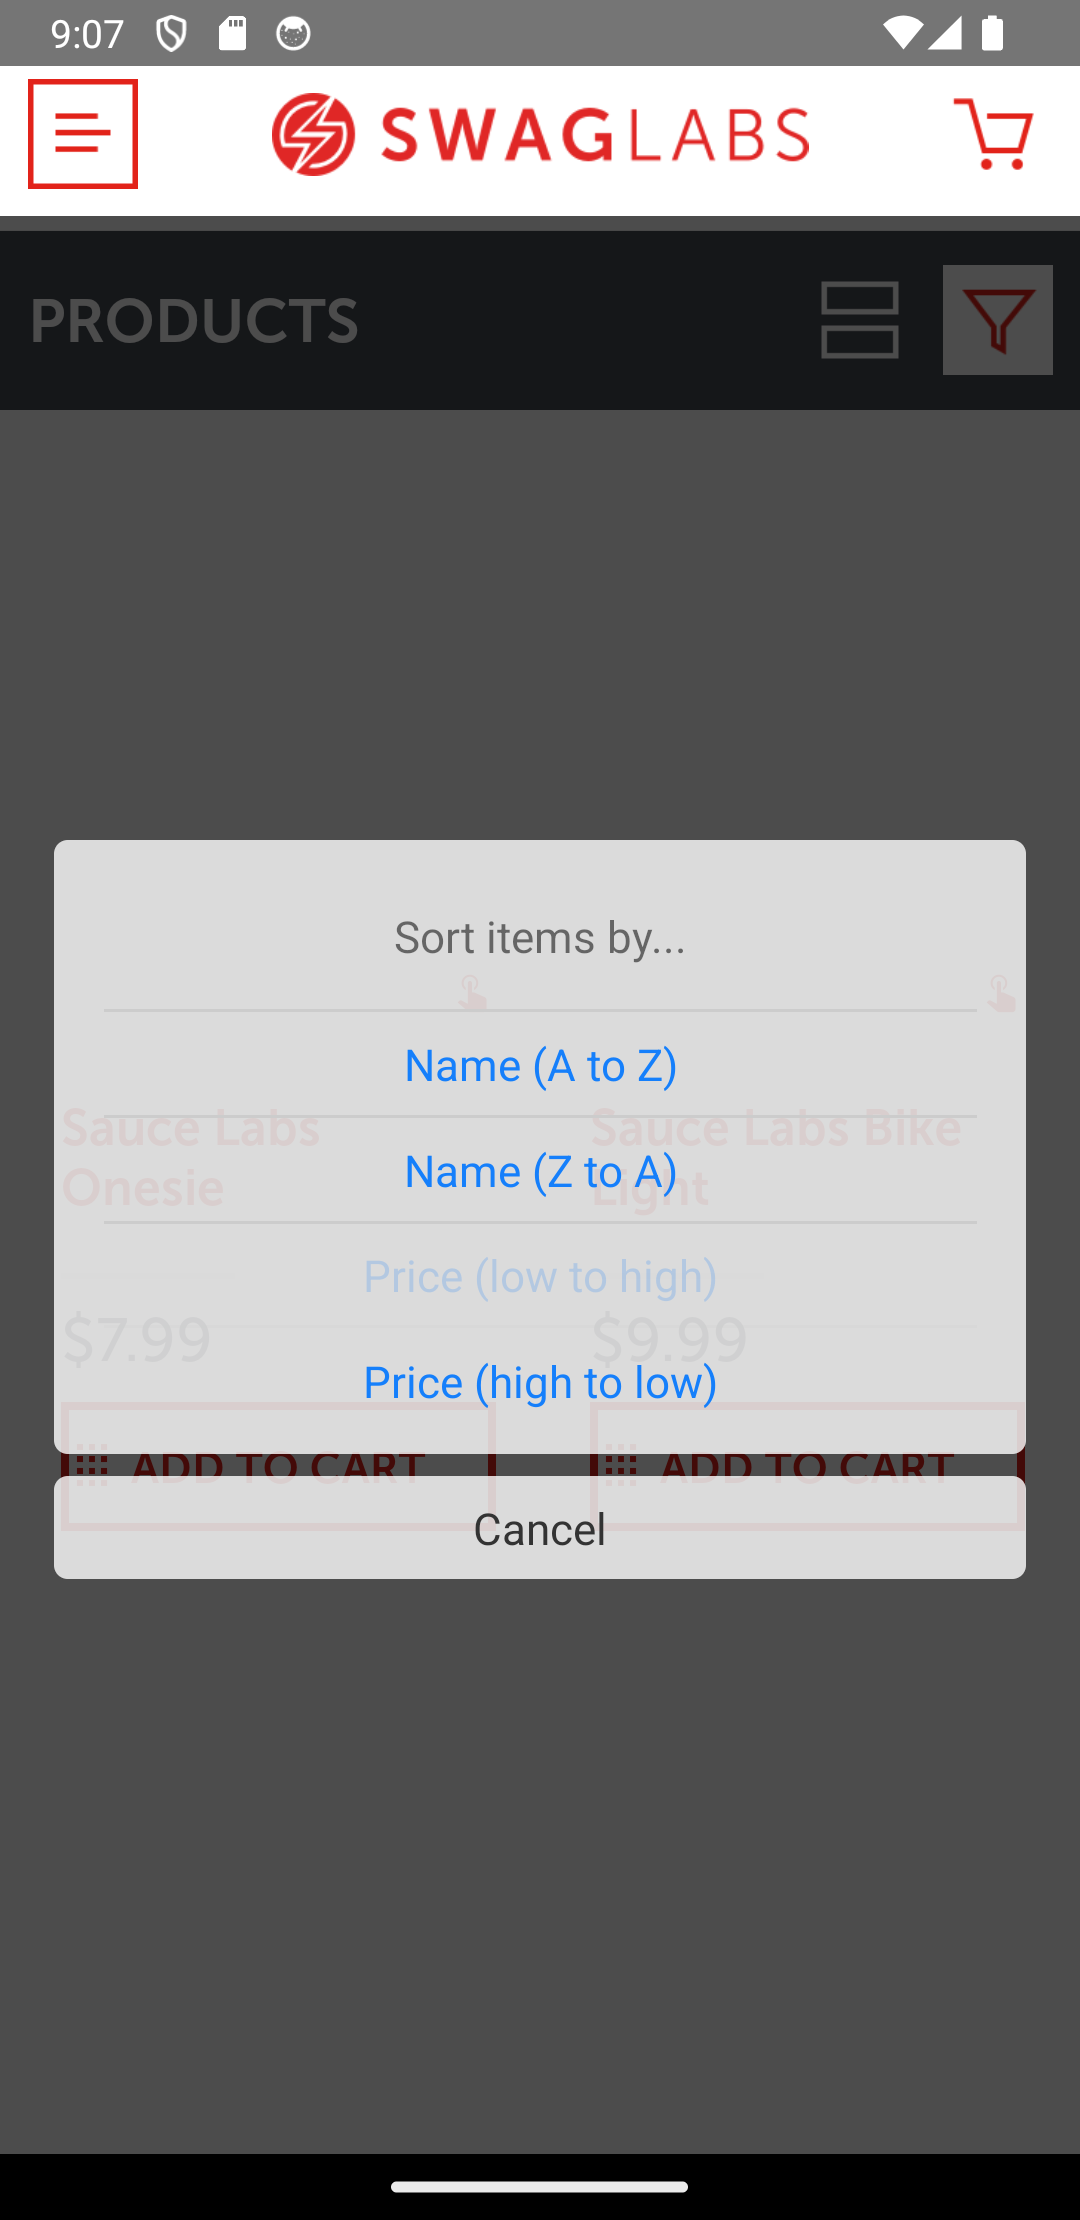 9:07
SWAGLABS
PRODUCTS
Sort items by...
Name (A to Z)
Sauce Labs Onesie
Sauce Labs Bike Light
Name (Z to A)
Price (low to high)
$7.99
$9.99
Price (high to low)
ADD TO CART
ADD TO CART
Cancel